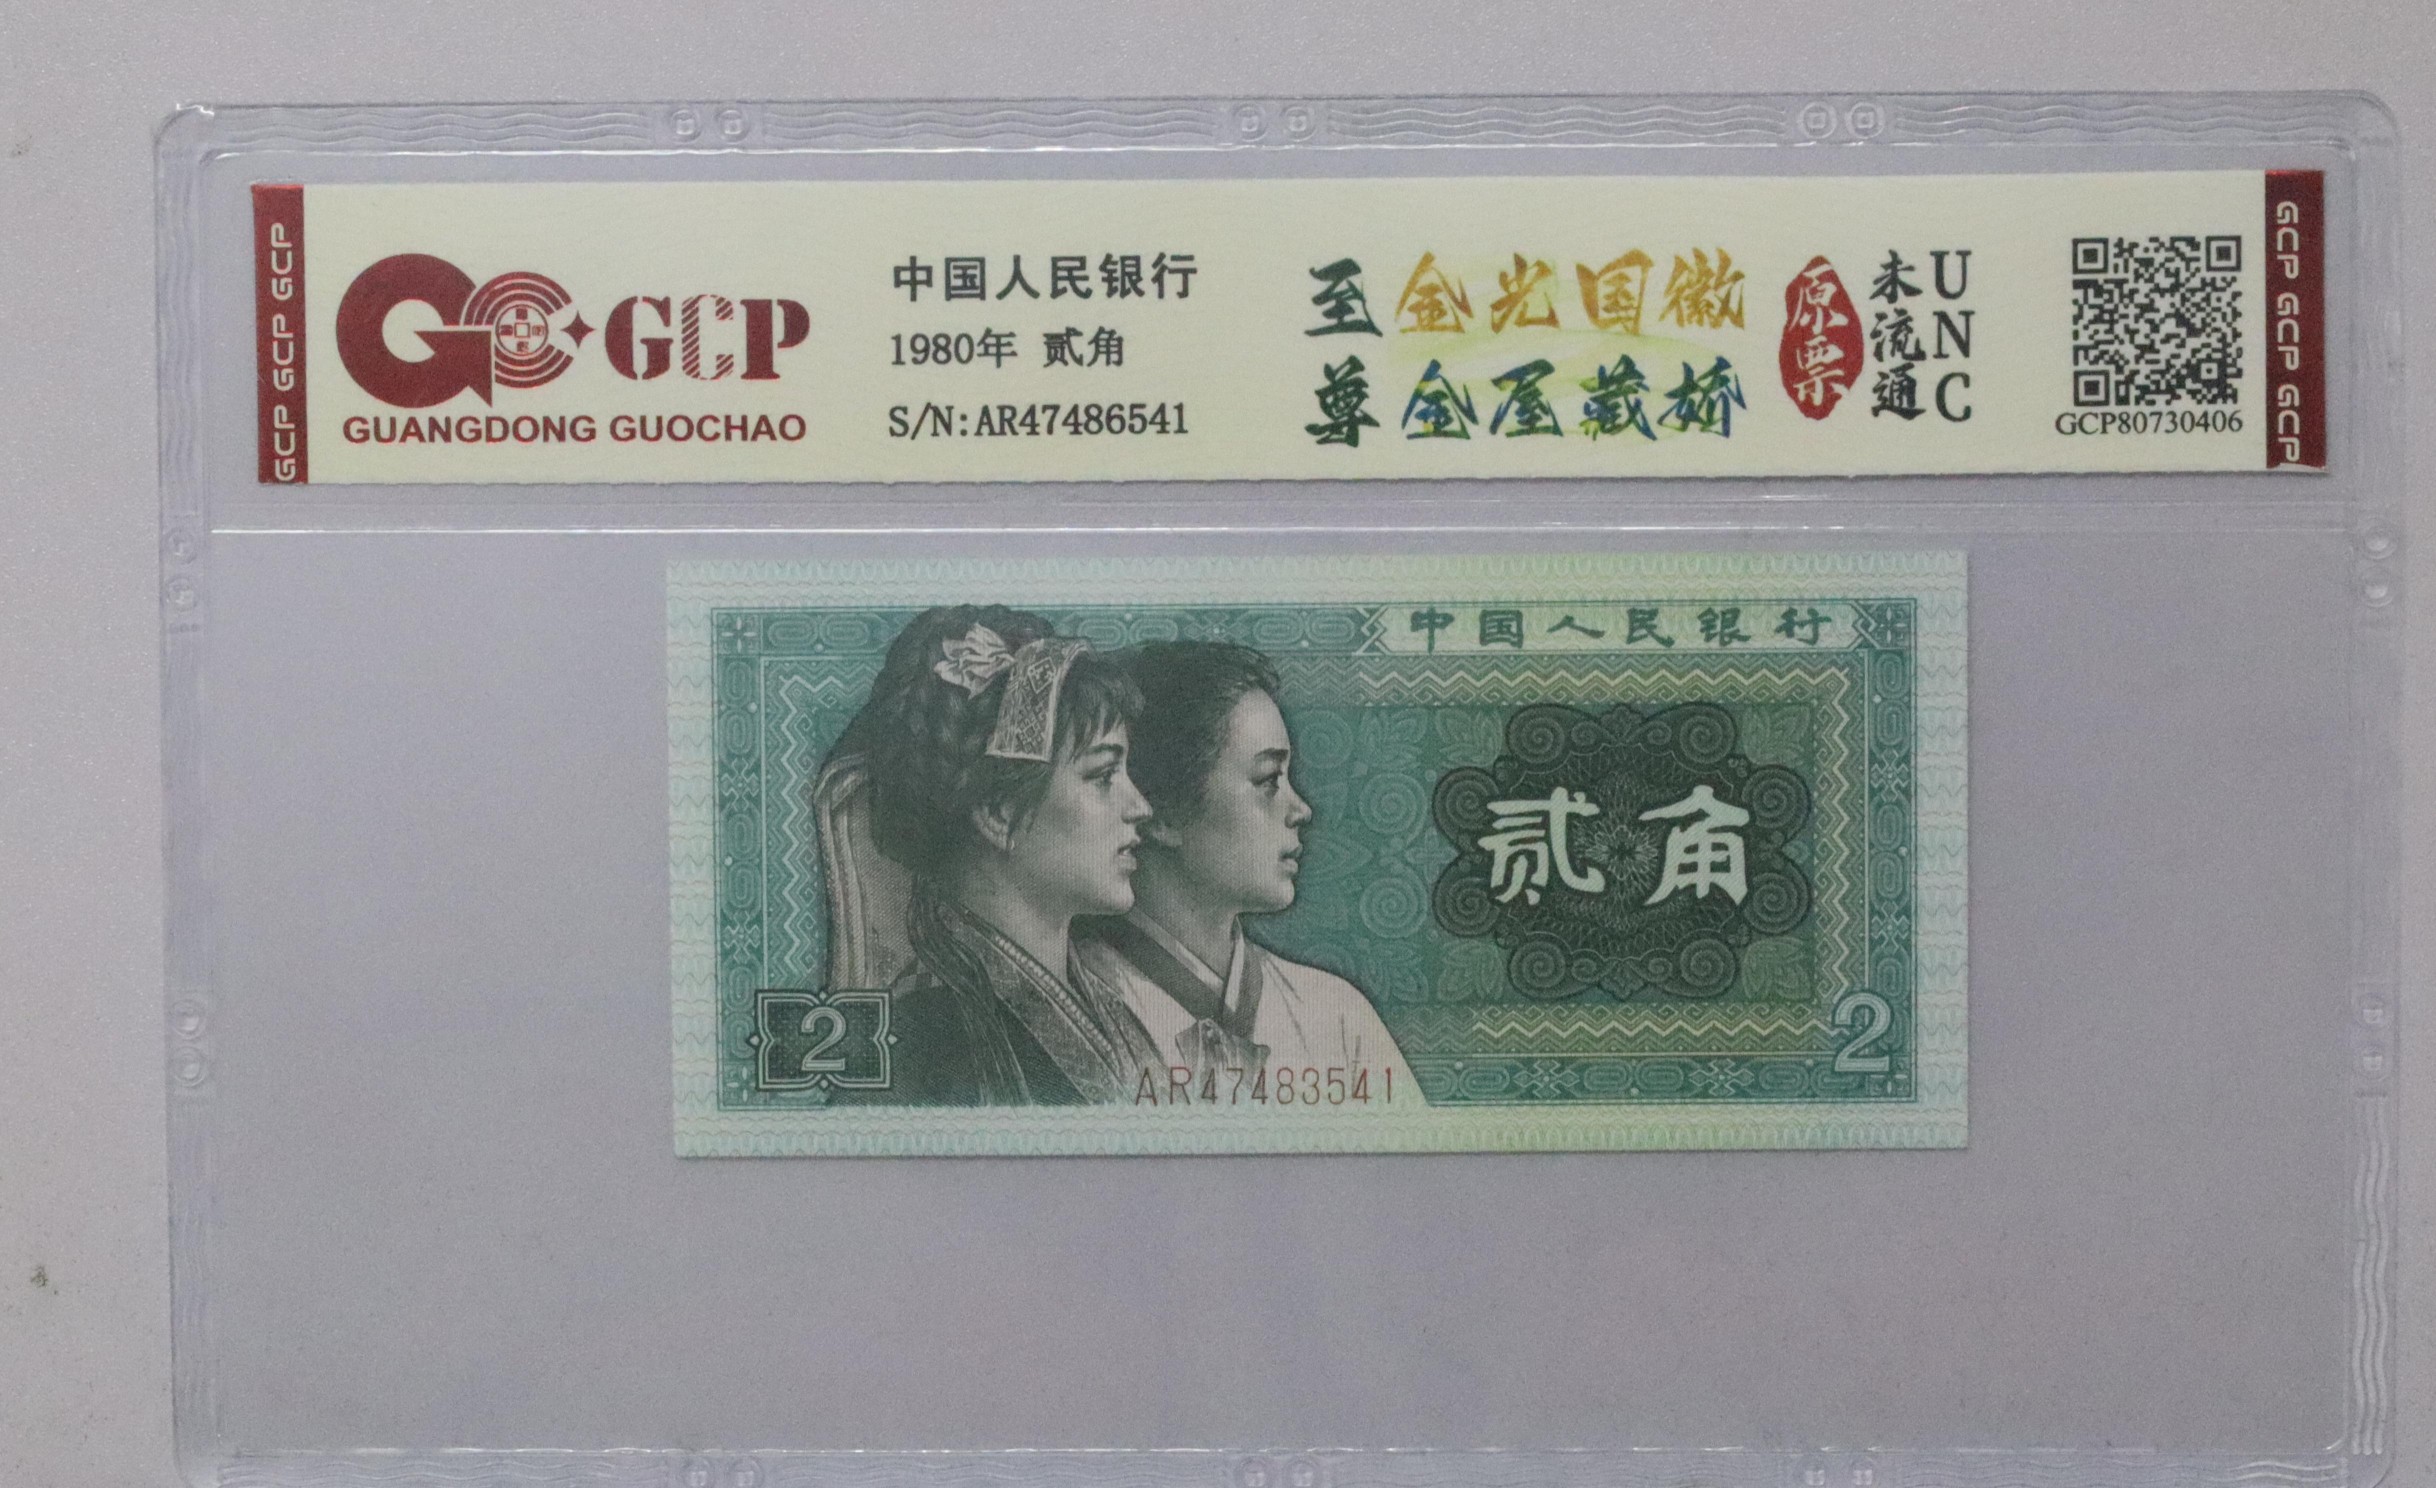 GCP GCP GCP
GCP
GUANGDONG GUOCHAO
中国人民银行
1980年 贰角
S/N:AR47486541
至尊
金光国徽
金屋藏娇
原票
未流通
UNC
GCP80730406
GCP GCP GCP
中国人民银行
贰角
2
2
AR47483541